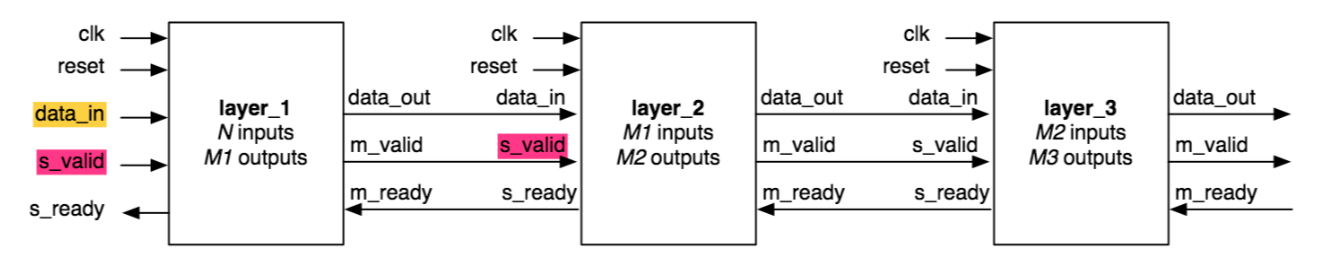 clk
reset
data_in
s_valid
s_ready
layer_1
N inputs
M1 outputs
data_out
m_valid
m_ready
clk
reset
data_in
s_valid
s_ready
layer_2
M1 inputs
M2 outputs
data_out
m_valid
m_ready
clk
reset
data_in
s_valid
s_ready
layer_3
M2 inputs
M3 outputs
data_out
m_valid
m_ready